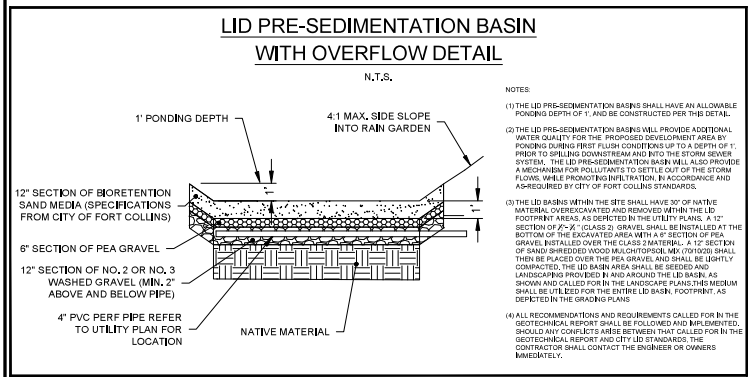 LID PRE-SEDIMENTATION BASIN
WITH OVERFLOW DETAIL
N.T.S.
1' PONDING DEPTH
4:1 MAX. SIDE SLOPE
INTO RAIN GARDEN
12" SECTION OF BIORETENTION
SAND MEDIA (SPECIFICATIONS
FROM CITY OF FORT COLLINS)
6" SECTION OF PEA GRAVEL
12" SECTION OF NO. 2 OR NO. 3
WASHED GRAVEL (MIN. 2"
ABOVE AND BELOW PIPE)
4" PVC PERF PIPE REFER
TO UTILITY PLAN FOR
LOCATION
NATIVE MATERIAL
1
1
NOTES:
(1) THE LID PRE-SEDIMENTATION BASINS SHALL HAVE AN ALLOWABLE
PONDING DEPTH OF 1', AND BE CONSTRUCTED PER THIS DETAIL.
(2) THE LID PRE-SEDIMENTATION BASINS WILL PROVIDE ADDITIONAL
WATER QUALITY FOR THE PROPOSED DEVELOPMENT AREA BY
PONDING DURING FIRST FLUSH CONDITIONS UP TO A DEPTH OF 1',
PRIOR TO SPILLING DOWNSTREAM AND INTO THE STORM SEWER
SYSTEM. THE LID PRE-SEDIMENTATION BASIN WILL ALSO PROVIDE
A MECHANISM FOR POLLUTANTS TO SETTLE OUT OF THE STORM
FLOWS, WHILE PROMOTING INFILTRATION, IN ACCORDANCE AND
AS-REQUIRED BY CITY OF FORT COLLINS STANDARDS.
(3) THE LID BASINS WITHIN THE SITE SHALL HAVE 30" OF NATIVE
MATERIAL OVEREXCAVATED AND REMOVED WITHIN THE LID
FOOTPRINT AREAS, AS DEPICTED IN THE UTILITY PLANS. A 12"
SECTION OF (CLASS 2) GRAVEL SHALL BE INSTALLED AT THE
BOTTOM OF THE EXCAVATED AREA WITH A 6" SECTION OF PEA
GRAVEL INSTALLED OVER THE CLASS 2 MATERIAL. A 12" SECTION
OF SAND/ SHREDDED WOOD MULCH/TOPSOIL MIX (70/10/20) SHALL
THEN BE PLACED OVER THE PEA GRAVEL AND SHALL BE LIGHTLY
COMPACTED. THE LID BASIN AREA SHALL BE SEEDED AND
LANDSCAPING PROVIDED IN AND AROUND THE LID BASIN, AS
SHOWN AND CALLED FOR IN THE LANDSCAPE PLANS.THIS MEDIUM
SHALL BE UTILIZED FOR THE ENTIRE LID BASIN, FOOTPRINT, AS
DEPICTED IN THE GRADING PLANS
(4) ALL RECOMMENDATIONS AND REQUIREMENTS CALLED FOR IN THE
GEOTECHNICAL REPORT SHALL BE FOLLOWED AND IMPLEMENTED.
SHOULD ANY CONFLICTS ARISE BETWEEN THAT CALLED FOR IN THE
GEOTECHNICAL REPORT AND CITY LID STANDARDS, THE
CONTRACTOR SHALL CONTACT THE ENGINEER OR OWNERS
IMMEDIATELY.